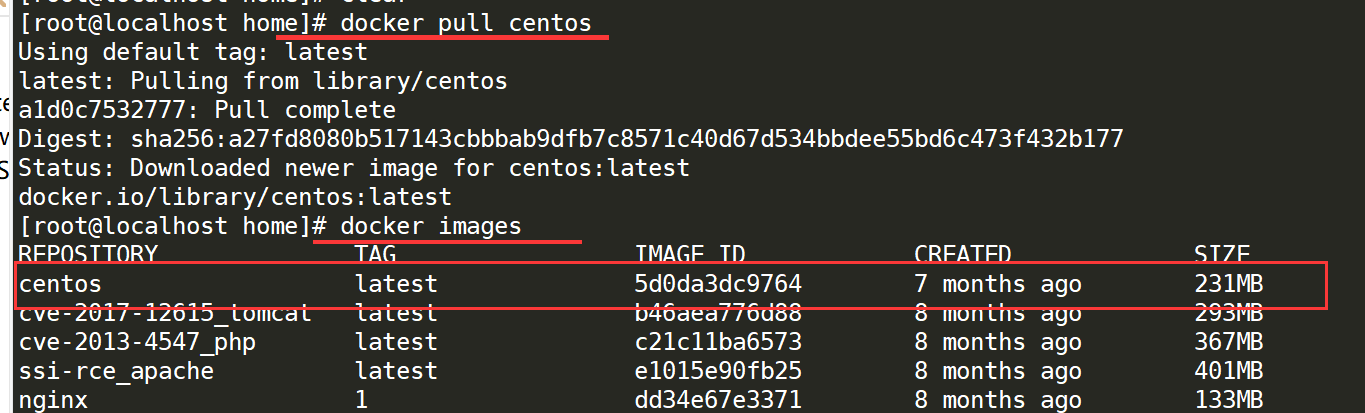 [root@localhost home]# docker pull centos
Using default tag: latest
latest: Pulling from library/centos
a1d0c7532777: Pull complete
Digest: sha256:a27fd8080b517143cbbbab9dfb7c8571c40d67d534bbdee55bd6c473f432b177
Status: Downloaded newer image for centos:latest
docker.io/library/centos:latest
[root@localhost home]# docker images
REPOSITORY TAG IMAGE ID CREATED SIZE
centos latest 5d0da3dc9764 7 months ago 231MB
cve-2017-12615_tomcat latest b46aea776d88 8 months ago 293MB
cve-2013-4547_php latest c21c11ba6573 8 months ago 367MB
ssi-rce_apache latest e1015e90fb25 8 months ago 401MB
nginx 1 dd34e67e3371 8 months ago 133MB